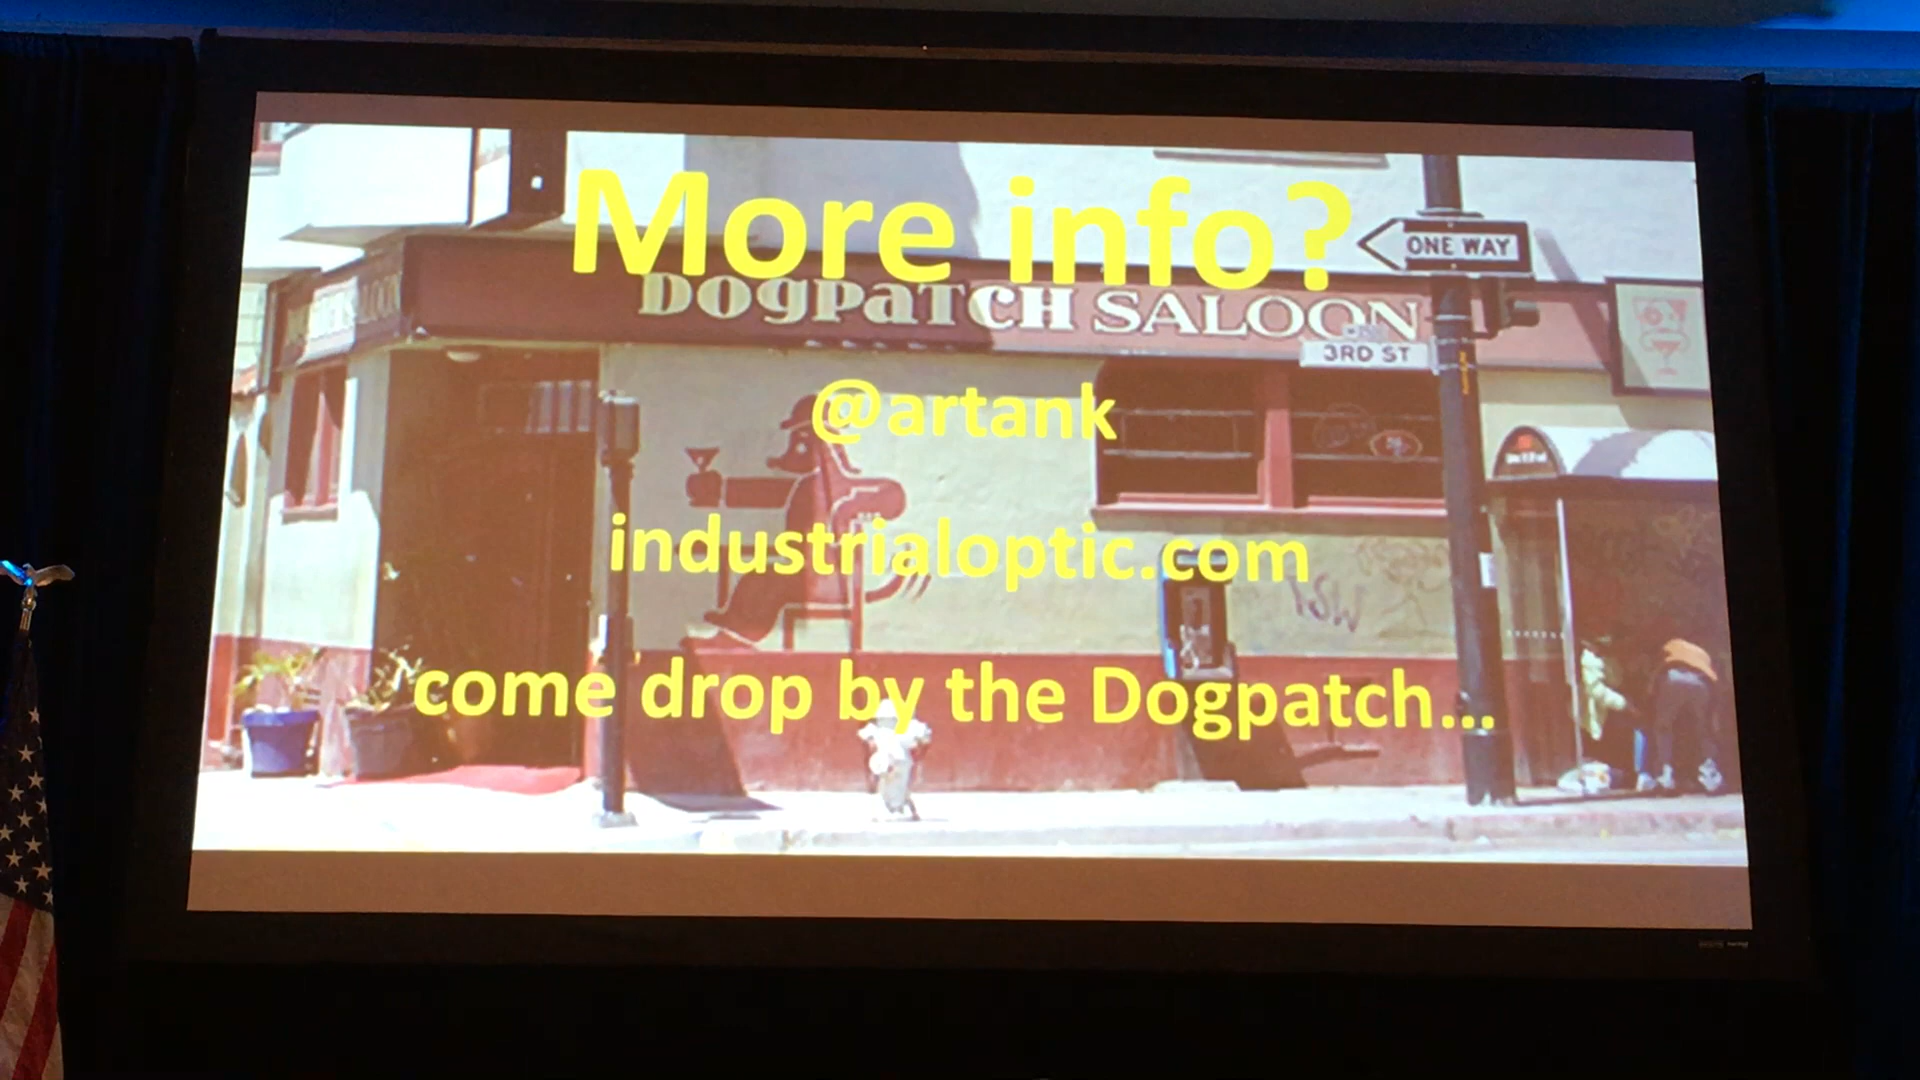 More info?
ONE WAY
DOGPATCH SALOON
3RD ST
@artank
industrialoptic.com
come drop by the Dogpatch...